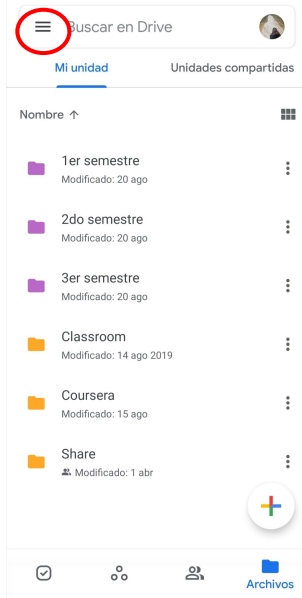 Buscar en Drive
Mi unidad
Unidades compartidas
Nombre ↑
1er semestre
Modificado: 20 ago
2do semestre
Modificado: 20 ago
3er semestre
Modificado: 20 ago
Classroom
Modificado: 14 ago 2019
Coursera
Modificado: 15 ago
Share
Modificado: 1 abr
Archivos